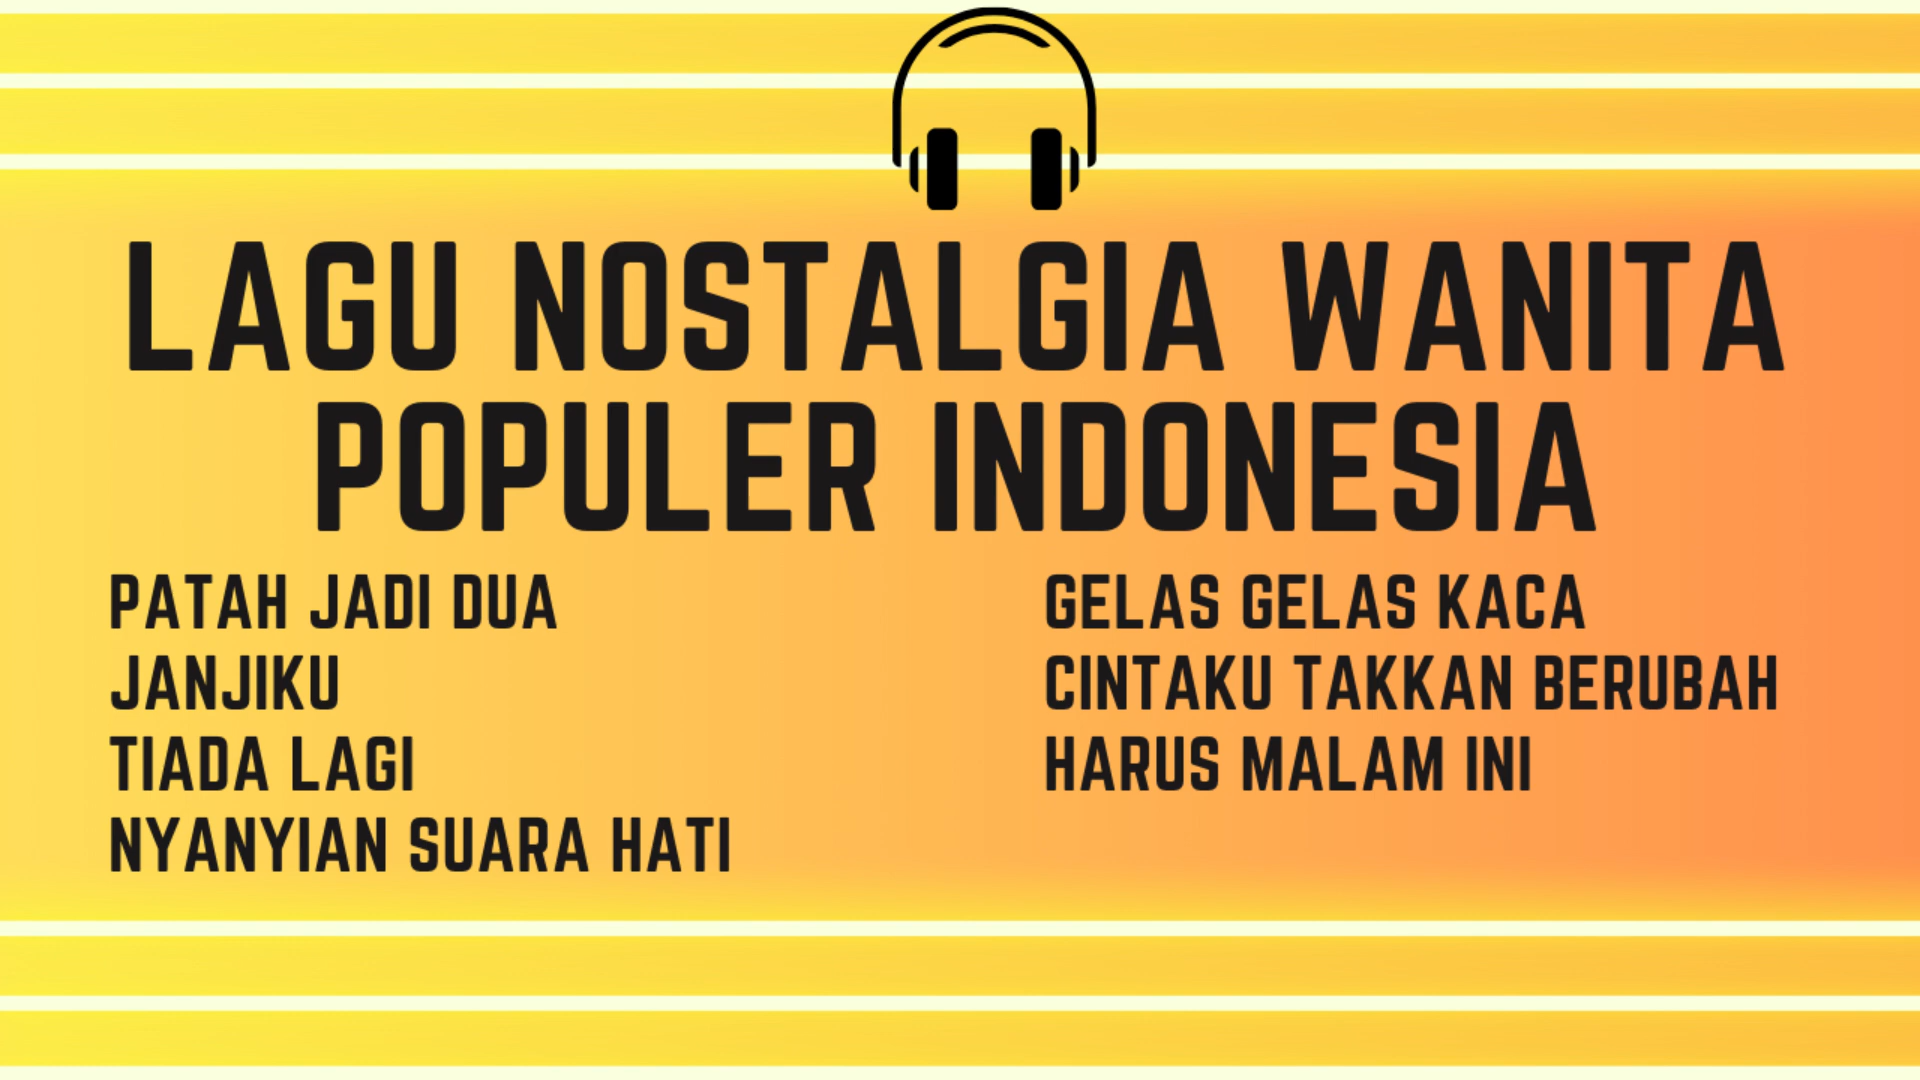 LAGU NOSTALGIA WANITA
POPULER INDONESIA
PATAH JADI DUA
JANJIKU
TIADA LAGI
NYANYIAN SUARA HATI
GELAS GELAS KACA
CINTAKU TAKKAN BERUBAH
HARUS MALAM INI